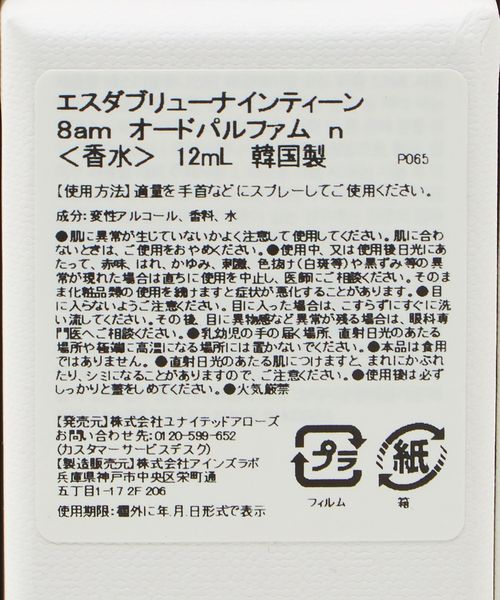 エスダブリューナインティーン
8am オードパルファム n
＜香水＞ 12mL 韓国製 P065
【使用方法】適量を手首などにスプレーしてご使用ください。
成分：変性アルコール、香料、水
●肌に異常が生じていないかよく注意して使用してください。肌に合わ
ないときは、ご使用をおやめください。●使用中、又は使用後日光にあ
たって、赤味、はれ、かゆみ、刺激、色抜け(白斑等)や黒ずみ等の異
常が現れた場合は直ちに使用を中止し、医師にご相談ください。そのま
ま化粧品類の使用を続けますと症状が悪化することがあります。●目
に入らないようご注意ください。目に入った場合は、こすらずにすぐに洗
い流してください。その後、目に異物感など異常が残る場合は、眼科専
門医へご相談ください。●乳幼児の手の届く場所、直射日光のあたる
場所や極端に高温になる場所には置かないでください。●本品は食用
ではありません。●直射日光のあたる肌につけますと、まれにかぶれ
たり、シミになることがありますので、ご注意ください。●使用後は必ず
しっかりと蓋をしめてください。●火気厳禁
【発売元】株式会社ユナイテッドアローズ
お問い合わせ先：0120-599-652
(カスタマーサービスデスク)
【製造販売元】株式会社アインズラボ
兵庫県神戸市中央区栄町通
五丁目1-17 2F 206
使用期限：欄外に年.月.日形式で表示
プラ
フィルム
紙
箱